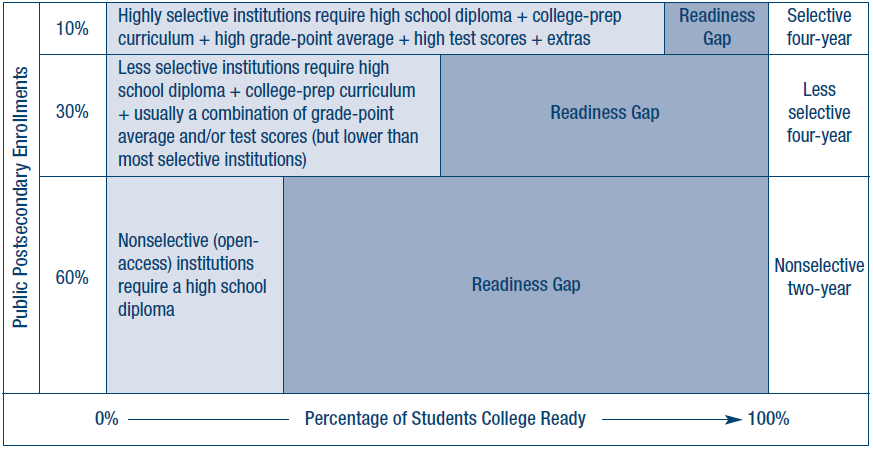 Public Postsecondary Enrollments
10%
Highly selective institutions require high school diploma + college-prep
curriculum + high grade-point average + high test scores + extras
Readiness
Gap
Selective
four-year
30%
Less selective institutions require high
school diploma + college-prep curriculum
+ usually a combination of grade-point
average and/or test scores (but lower than
most selective institutions)
Readiness Gap
Less
selective
four-year
60%
Nonselective (open-
access) institutions
require a high school
diploma
Readiness Gap
Nonselective
two-year
0%
Percentage of Students College Ready
100%